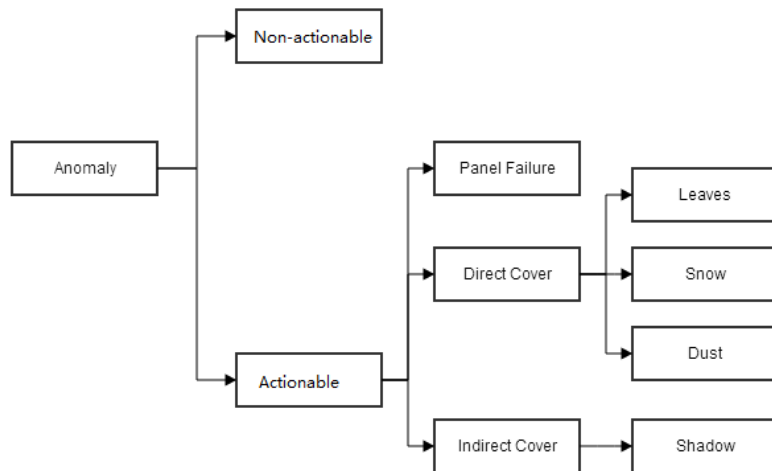 Non-actionable
Anomaly
Panel Failure
Leaves
Direct Cover
Snow
Dust
Actionable
Indirect Cover
Shadow